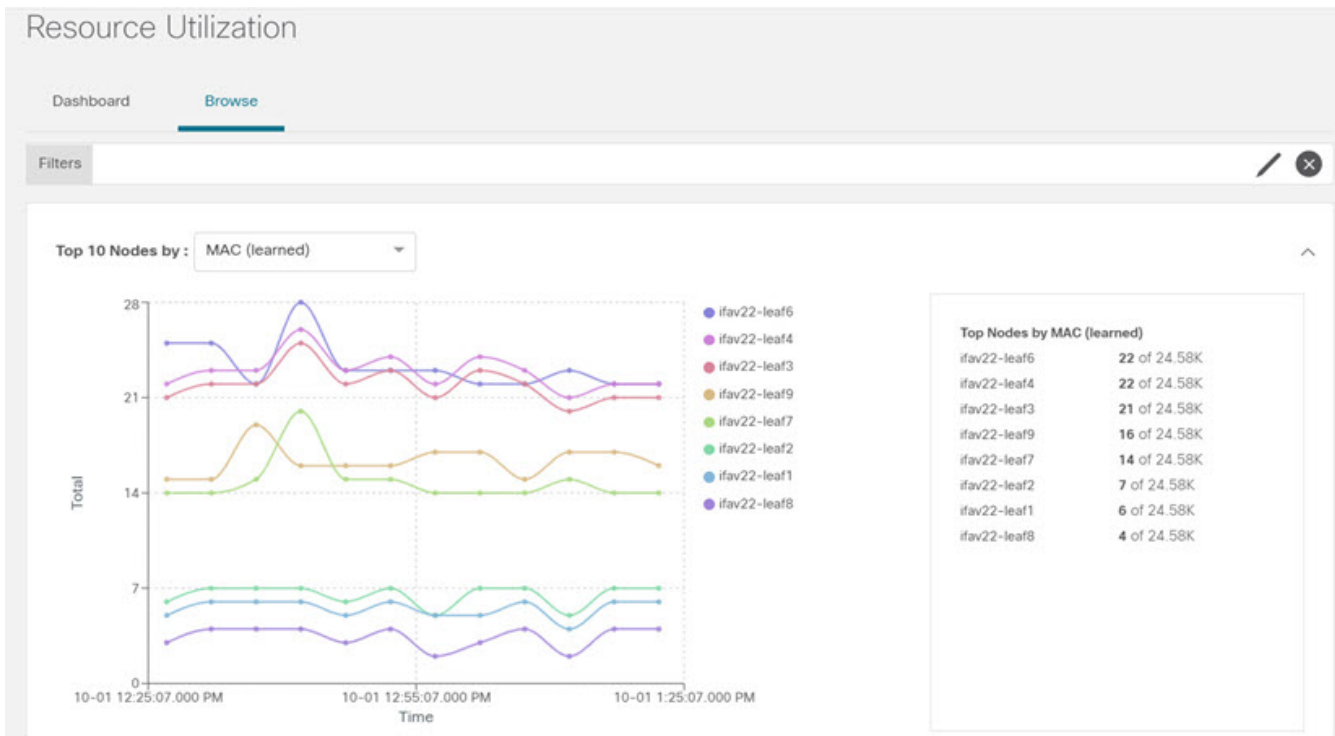 Resource Utilization
Dashboard Browse
Filters
Top 10 Nodes by : MAC (learned)
28
21
14
7
0
Total
10-01 12:25:07.000 PM 10-01 12:55:07.000 PM 10-01 1:25:07.000 PM
Time
ifav22-leaf6
ifav22-leaf4
ifav22-leaf3
ifav22-leaf9
ifav22-leaf7
ifav22-leaf2
ifav22-leaf1
ifav22-leaf8
Top Nodes by MAC (learned)
ifav22-leaf6 22 of 24.58K
ifav22-leaf4 22 of 24.58K
ifav22-leaf3 21 of 24.58K
ifav22-leaf9 16 of 24.58K
ifav22-leaf7 14 of 24.58K
ifav22-leaf2 7 of 24.58K
ifav22-leaf1 6 of 24.58K
ifav22-leaf8 4 of 24.58K